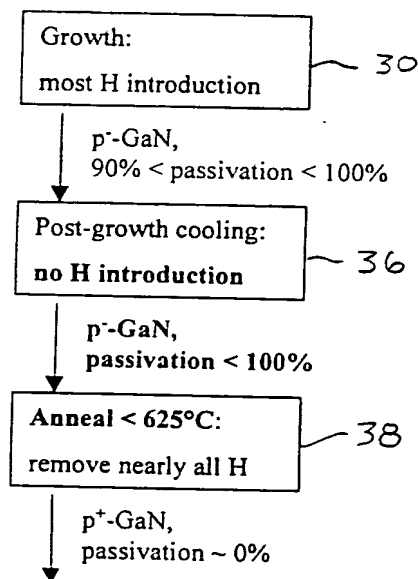 Growth:
most H introduction
30
p⁻-GaN,
90% < passivation < 100%
Post-growth cooling:
no H introduction
36
p⁻-GaN,
passivation < 100%
Anneal < 625°C:
remove nearly all H
38
p⁺-GaN,
passivation ~ 0%